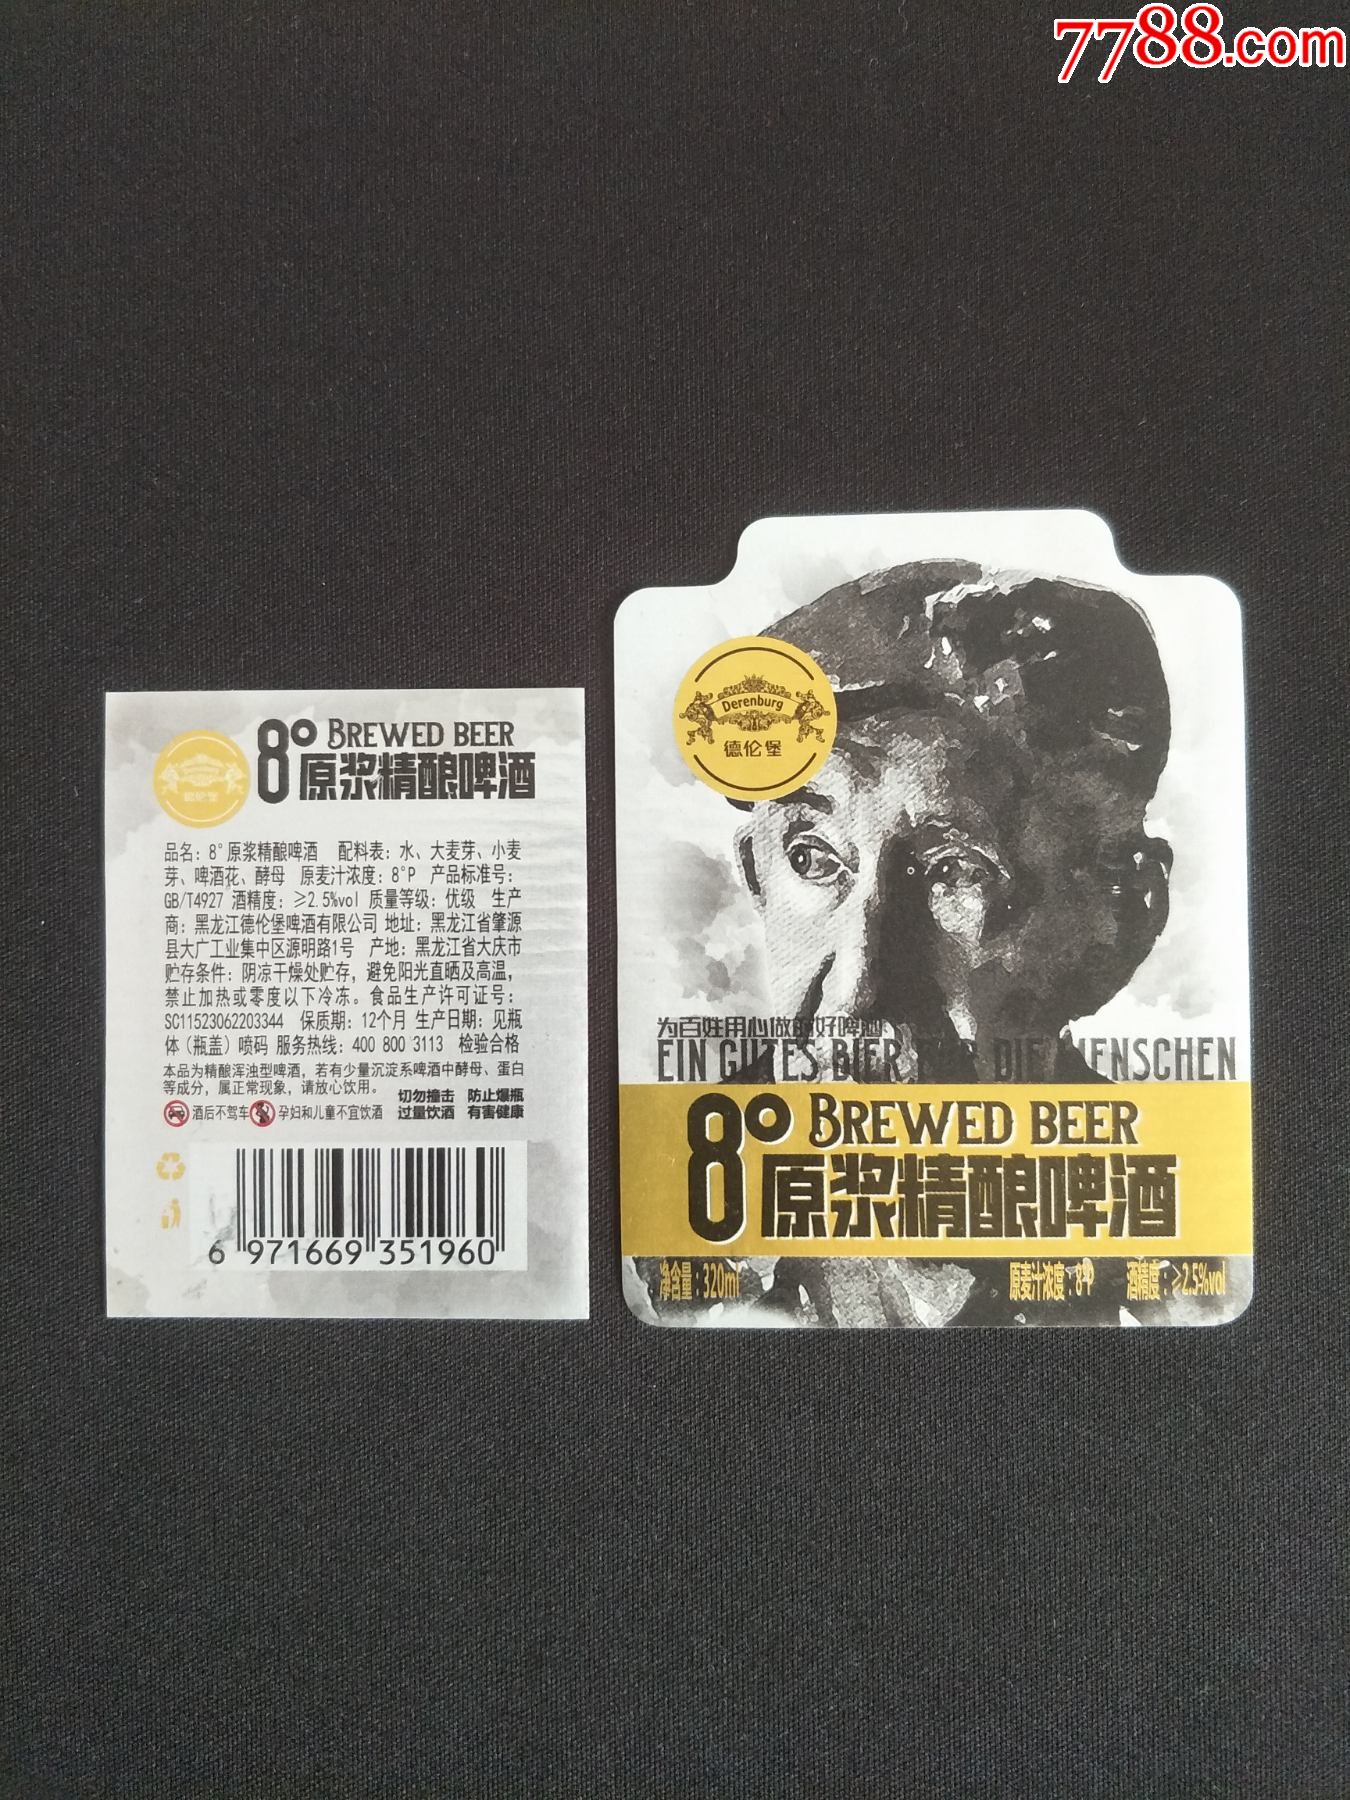 7788.com
8° BREWED BEER
原浆精酿啤酒
德伦堡
品名：8°原浆精酿啤酒 配料表：水、大麦芽、小麦
芽、啤酒花、酵母 原麦汁浓度：8°P 产品标准号：
GB/T4927 酒精度：≥2.5%vol 质量等级：优级 生产
商：黑龙江德伦堡啤酒有限公司 地址：黑龙江省肇源
县大广工业集中区源明路1号 产地：黑龙江省大庆市
贮存条件：阴凉干燥处贮存，避免阳光直晒及高温，
禁止加热或零度以下冷冻。食品生产许可证号：
SC11523062203344 保质期：12个月 生产日期：见瓶
体（瓶盖）喷码 服务热线：400 800 3113 检验合格
本品为精酿浑浊型啤酒，若有少量沉淀系啤酒中酵母、蛋白
等成分，属正常现象，请放心饮用。
切勿撞击 防止爆瓶
酒后不驾车 孕妇和儿童不宜饮酒 过量饮酒 有害健康
6 971669 351960
Derenburg
德伦堡
为百姓用心做的好啤酒
EIN GUTES BIER FÜR DIE MENSCHEN
8° BREWED BEER
原浆精酿啤酒
净含量：320ml 原麦汁浓度：8°P 酒精度：≥2.5%vol